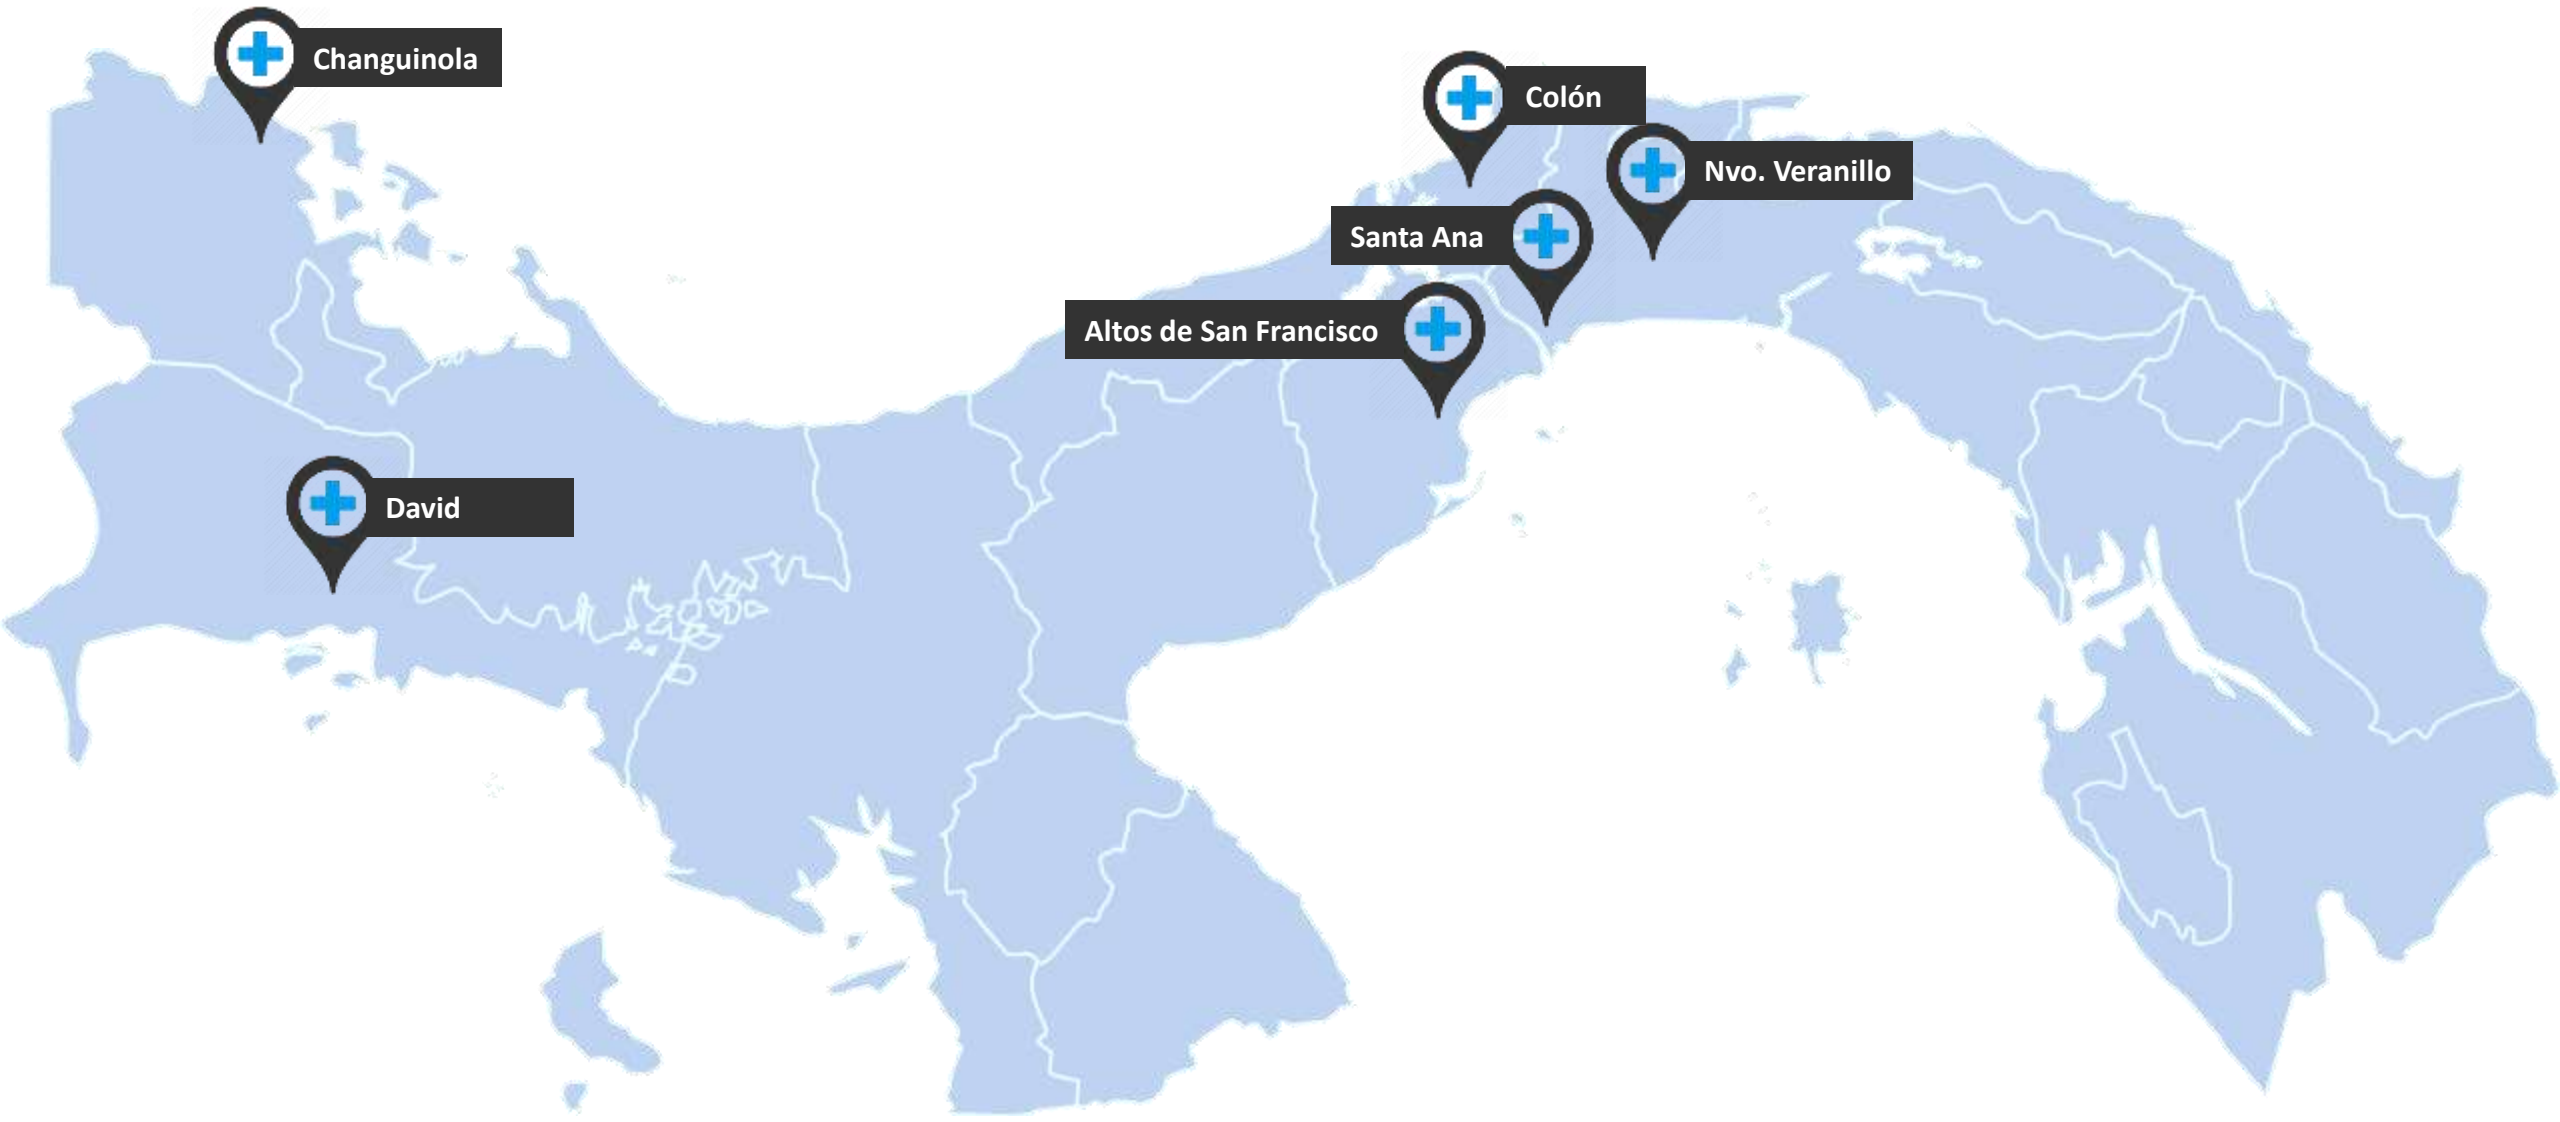 Changuinola
Colón
Nvo. Veranillo
Santa Ana
Altos de San Francisco
David